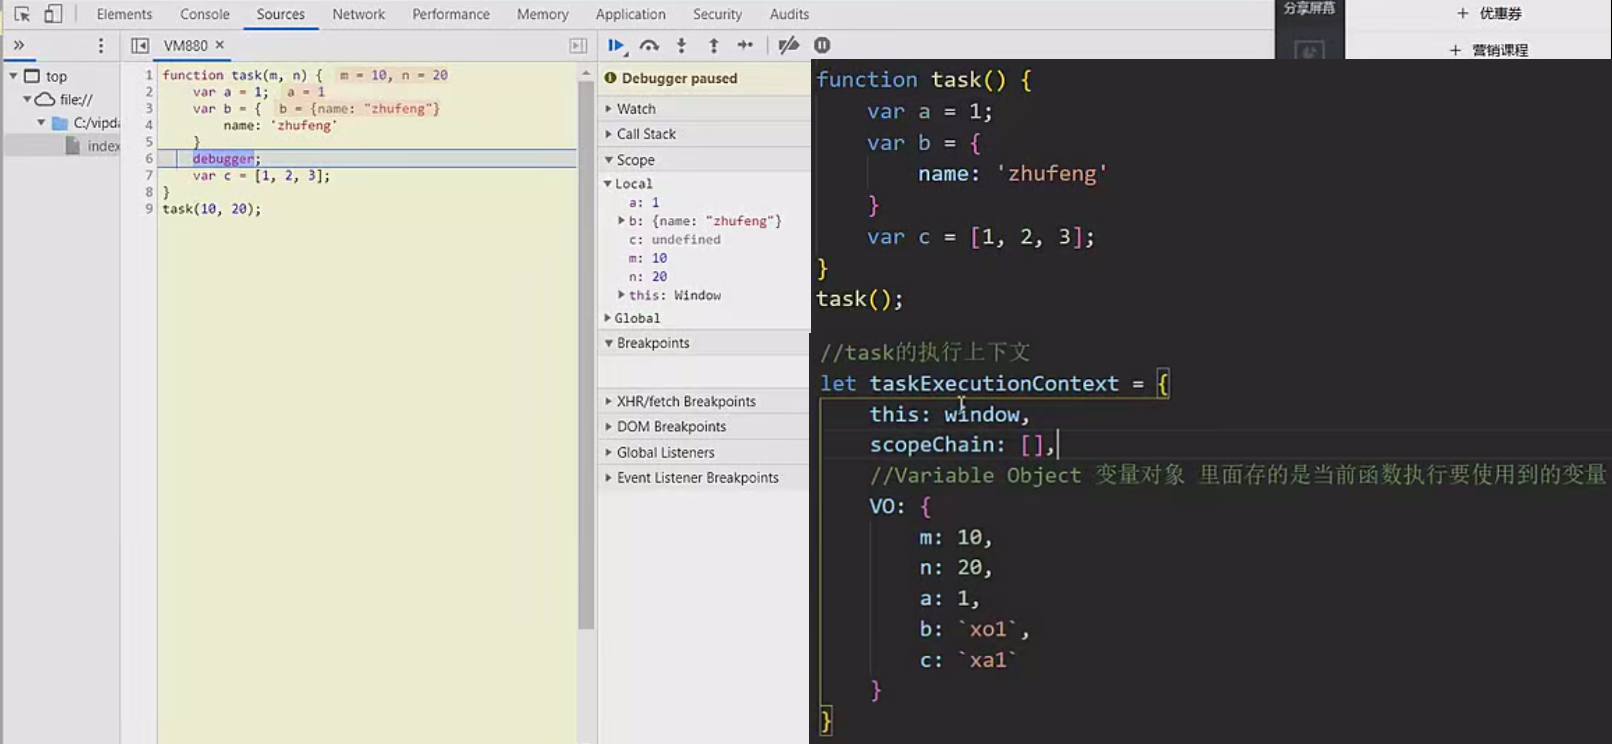 Elements Console Sources Network Performance Memory Application Security Audits
分享屏幕
+ 优惠券
+ 营销课程
» VM880 ×
top
file://
C:/vipda
index
1 function task(m, n) { m = 10, n = 20
2 var a = 1; a = 1
3 var b = { b = {name: "zhufeng"}
4 name: 'zhufeng'
5 }
6 debugger;
7 var c = [1, 2, 3];
8 }
9 task(10, 20);
Debugger paused
Watch
Call Stack
Scope
Local
a: 1
b: {name: "zhufeng"}
c: undefined
m: 10
n: 20
this: Window
Global
Breakpoints
XHR/fetch Breakpoints
DOM Breakpoints
Global Listeners
Event Listener Breakpoints
function task() {
var a = 1;
var b = {
name: 'zhufeng'
}
var c = [1, 2, 3];
}
task();
//task的执行上下文
let taskExecutionContext = {
this: window,
scopeChain: [],
//Variable Object 变量对象 里面存的是当前函数执行要使用到的变量
VO: {
m: 10,
n: 20,
a: 1,
b: `xo1`,
c: `xa1`
}
}